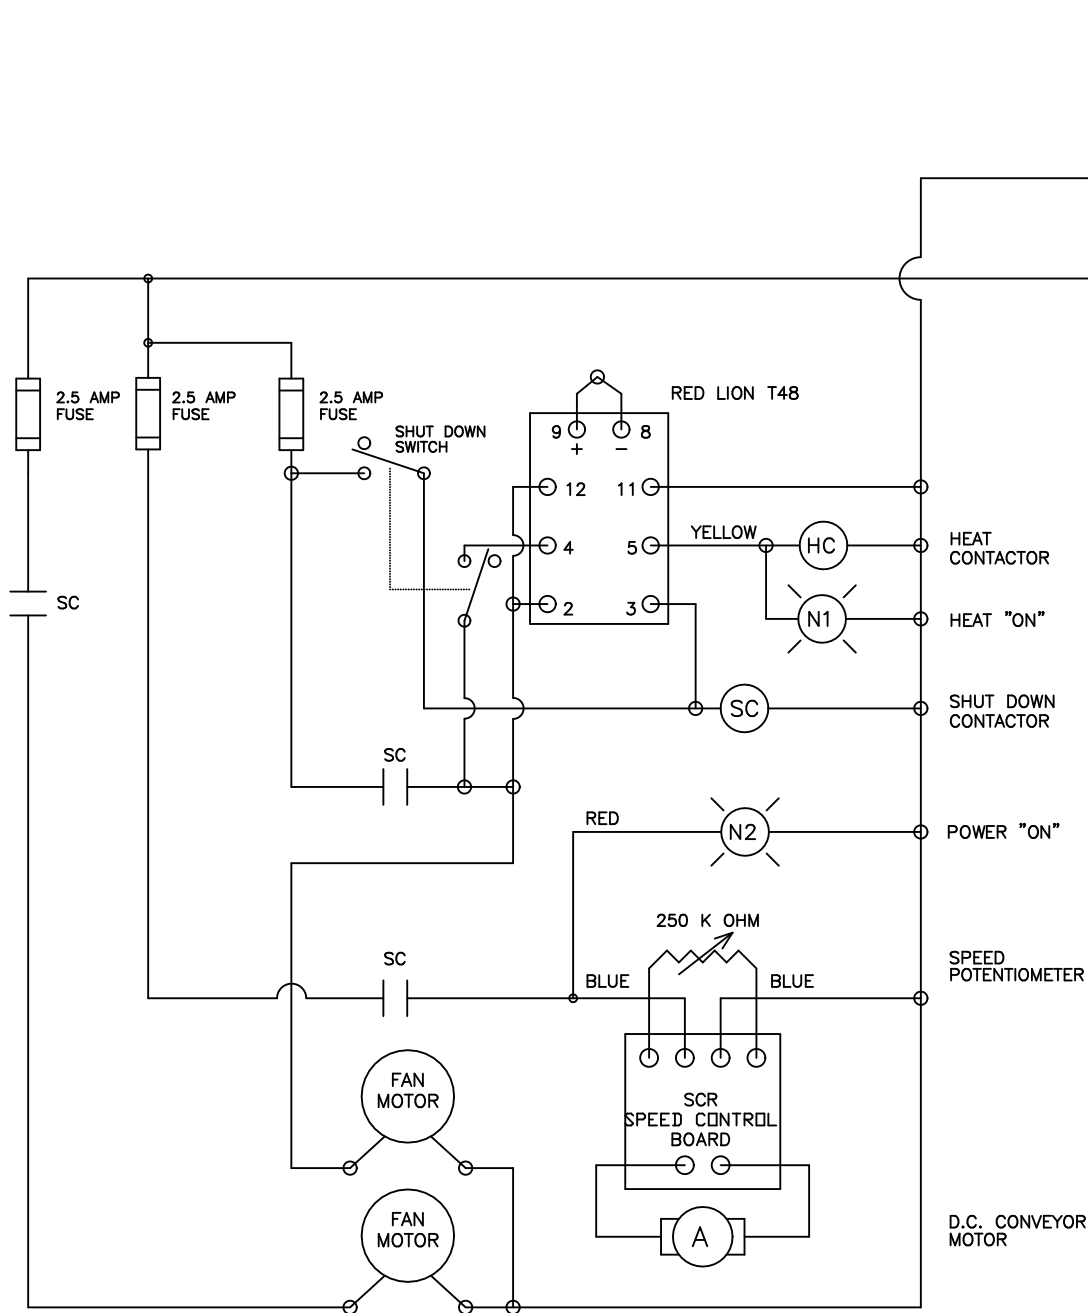 2.5 AMP
FUSE
2.5 AMP
FUSE
2.5 AMP
FUSE
RED LION T48
SHUT DOWN
SWITCH
9
8
+
−
12
11
4
5
2
3
YELLOW
HC
HEAT
CONTACTOR
N1
HEAT "ON"
SC
SC
SHUT DOWN
CONTACTOR
SC
RED
N2
POWER "ON"
250 K OHM
SC
BLUE
BLUE
SPEED
POTENTIOMETER
FAN
MOTOR
SCR
SPEED CONTROL
BOARD
FAN
MOTOR
A
D.C. CONVEYOR
MOTOR